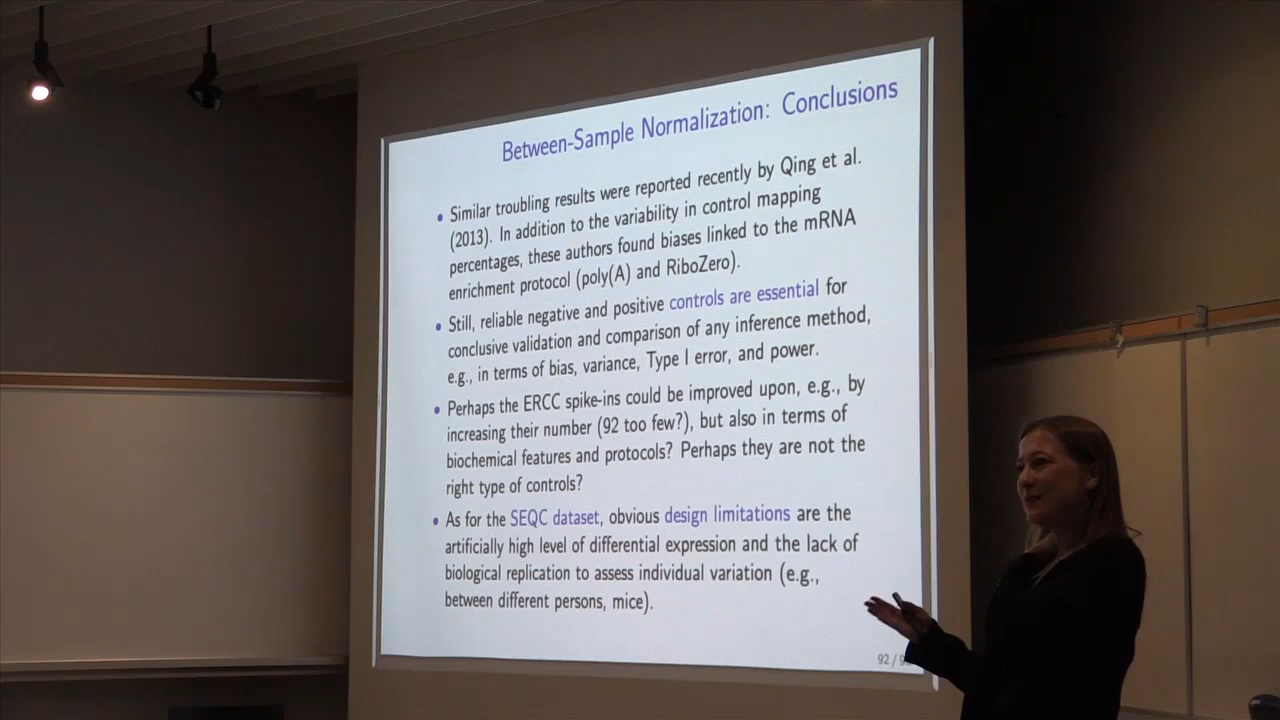 Between-Sample Normalization: Conclusions
• Similar troubling results were reported recently by Qing et al.
(2013). In addition to the variability in control mapping
percentages, these authors found biases linked to the mRNA
enrichment protocol (poly(A) and RiboZero).
• Still, reliable negative and positive controls are essential for
conclusive validation and comparison of any inference method,
e.g., in terms of bias, variance, Type I error, and power.
• Perhaps the ERCC spike-ins could be improved upon, e.g., by
increasing their number (92 too few?), but also in terms of
biochemical features and protocols? Perhaps they are not the
right type of controls?
• As for the SEQC dataset, obvious design limitations are the
artificially high level of differential expression and the lack of
biological replication to assess individual variation (e.g.,
between different persons, mice).
92 /